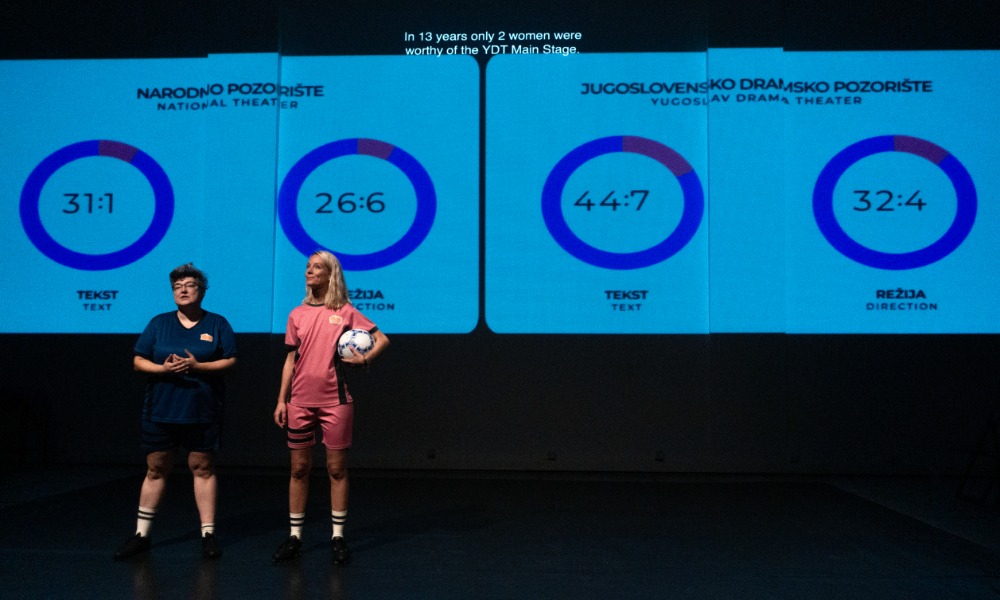 In 13 years only 2 women were
worthy of the YDT Main Stage.
NARODNO POZORIŠTE
NATIONAL THEATER
31:1
TEKST
TEXT
26:6
REŽIJA
DIRECTION
JUGOSLOVENSKO DRAMSKO POZORIŠTE
YUGOSLAV DRAMA THEATER
44:7
TEKST
TEXT
32:4
REŽIJA
DIRECTION